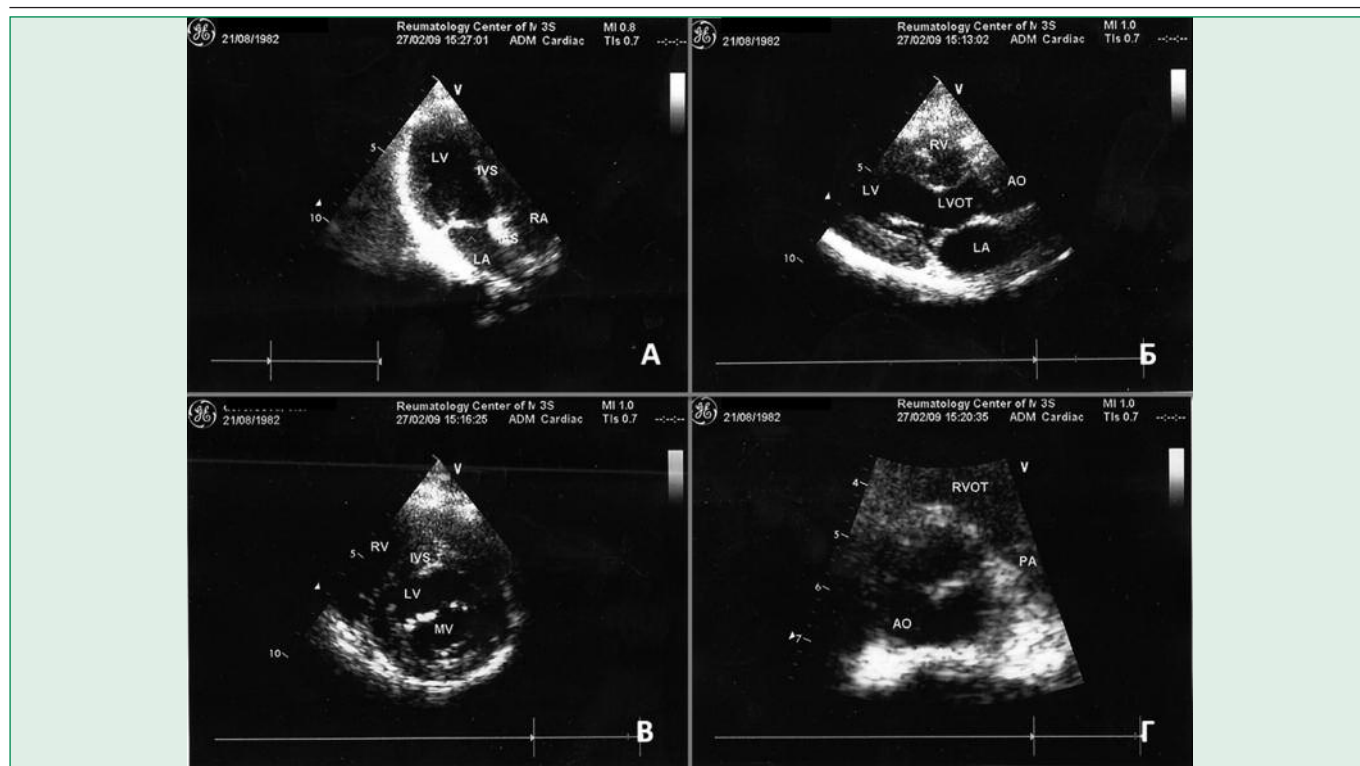 Reumatology Center of M 3S MI 0.8
21/08/1982 27/02/09 15:27:01 ADM Cardiac TIs 0.7 --:--:--
V
5
LV
IVS
10
RA
LA
А
Reumatology Center of M 3S MI 1.0
21/08/1982 27/02/09 15:13:02 ADM Cardiac TIs 0.7 --:--:--
V
RV
5
LV
AO
LVOT
LA
10
Б
Reumatology Center of M 3S MI 1.0
21/08/1982 27/02/09 15:16:25 ADM Cardiac TIs 0.7 --:--:--
V
RV
5
IVS
LV
MV
10
В
Reumatology Center of M 3S MI 1.0
21/08/1982 27/02/09 15:20:35 ADM Cardiac TIs 0.7 --:--:--
V
4
RVOT
5
PA
6
AO
7
Г